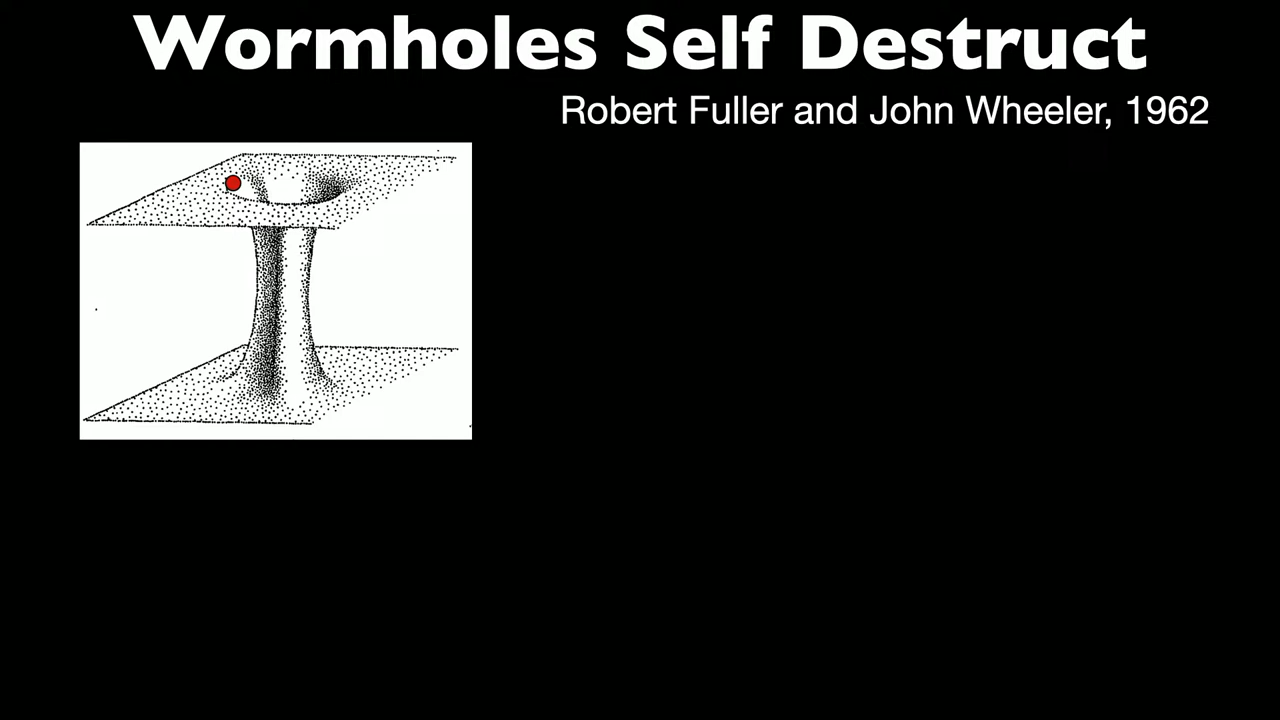 Wormholes Self Destruct
Robert Fuller and John Wheeler, 1962